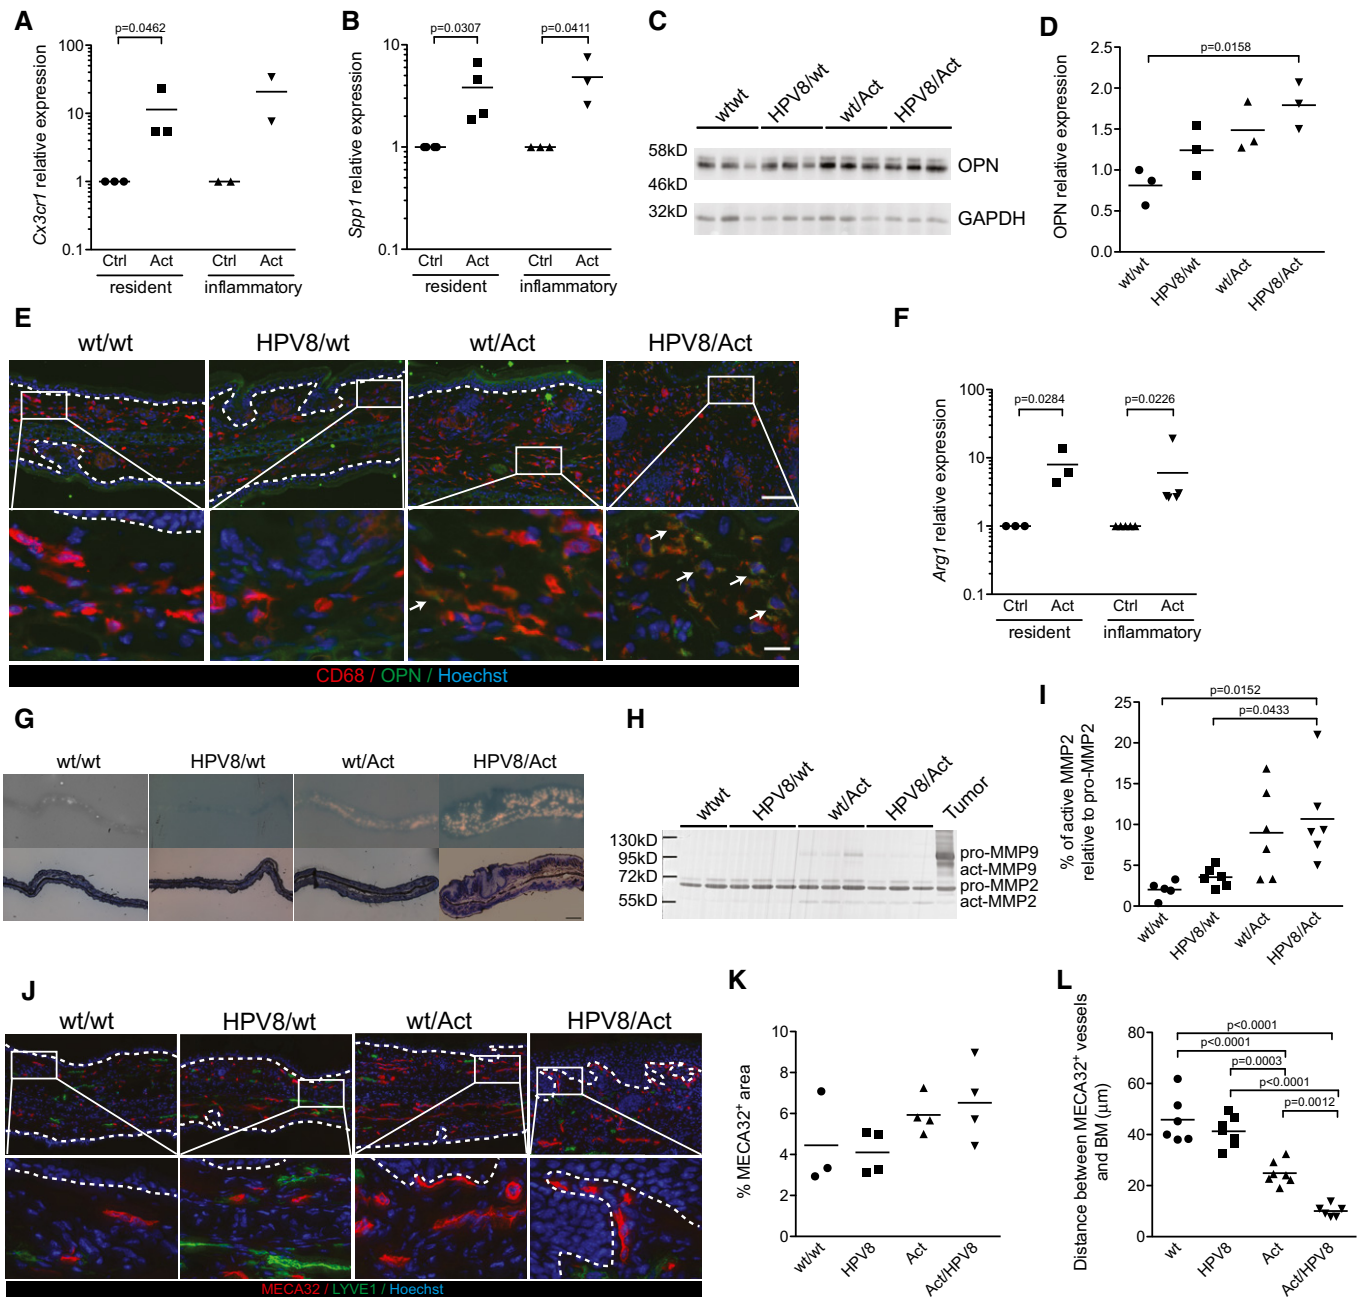 A
p=0.0462
Cx3cr1 relative expression
100
10
1
0.1
Ctrl Act Ctrl Act
resident inflammatory
B
p=0.0307 p=0.0411
Spp1 relative expression
10
1
0.1
Ctrl Act Ctrl Act
resident inflammatory
C
wtwt HPV8/wt wt/Act HPV8/Act
58kD
46kD
32kD
OPN
GAPDH
D
p=0.0158
OPN relative expression
2.5
2.0
1.5
1.0
0.5
0.0
wt/wt HPV8/wt wt/Act HPV8/Act
E
wt/wt HPV8/wt wt/Act HPV8/Act
CD68 / OPN / Hoechst
F
p=0.0284 p=0.0226
Arg1 relative expression
100
10
1
0.1
Ctrl Act Ctrl Act
resident inflammatory
G
wt/wt HPV8/wt wt/Act HPV8/Act
H
wtwt HPV8/wt wt/Act HPV8/Act Tumor
130kD
95kD
72kD
55kD
pro-MMP9
act-MMP9
pro-MMP2
act-MMP2
I
p=0.0152
p=0.0433
% of active MMP2
relative to pro-MMP2
25
20
15
10
5
0
wt/wt HPV8/wt wt/Act HPV8/Act
J
wt/wt HPV8/wt wt/Act HPV8/Act
MECA32 / LYVE1 / Hoechst
K
% MECA32+ area
10
8
6
4
2
0
wt/wt HPV8 Act Act/HPV8
L
Distance between MECA32+ vessels
and BM (μm)
80
60
40
20
0
p<0.0001
p<0.0001
p=0.0003
p<0.0001
p=0.0012
wt HPV8 Act Act/HPV8